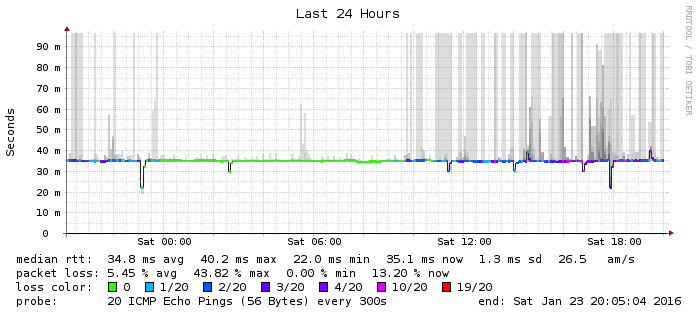 Last 24 Hours
RRDTOOL / TOBI OETIKER
Seconds
90 m
80 m
70 m
60 m
50 m
40 m
30 m
20 m
10 m
0
Sat 00:00 Sat 06:00 Sat 12:00 Sat 18:00
median rtt: 34.8 ms avg 40.2 ms max 22.0 ms min 35.1 ms now 1.3 ms sd 26.5 am/s
packet loss: 5.45 % avg 43.82 % max 0.00 % min 13.20 % now
loss color: 0 1/20 2/20 3/20 4/20 10/20 19/20
probe: 20 ICMP Echo Pings (56 Bytes) every 300s end: Sat Jan 23 20:05:04 2016